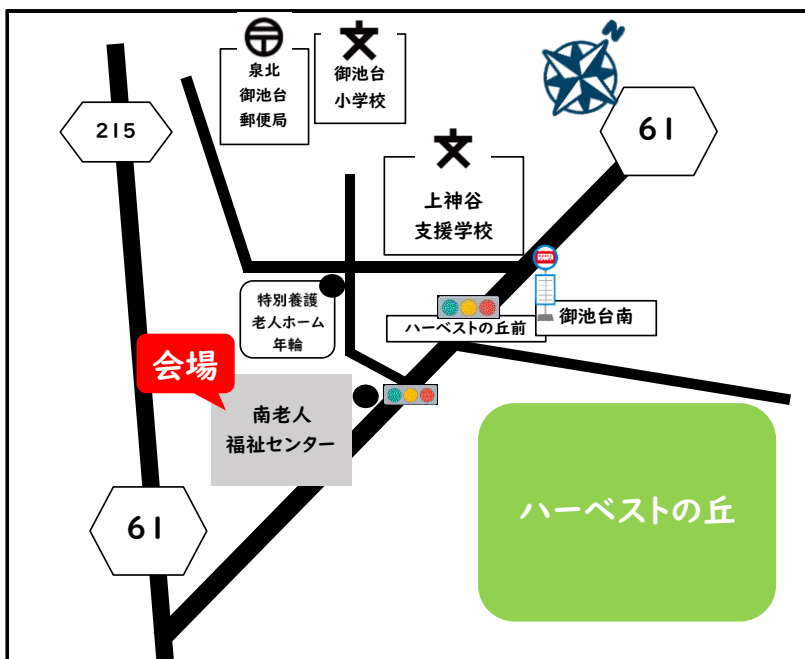 N
泉北
御池台
郵便局
文
御池台
小学校
215
61
文
上神谷
支援学校
特別養護
老人ホーム
年輪
ハーベストの丘前
御池台南
会場
南老人
福祉センター
ハーベストの丘
61